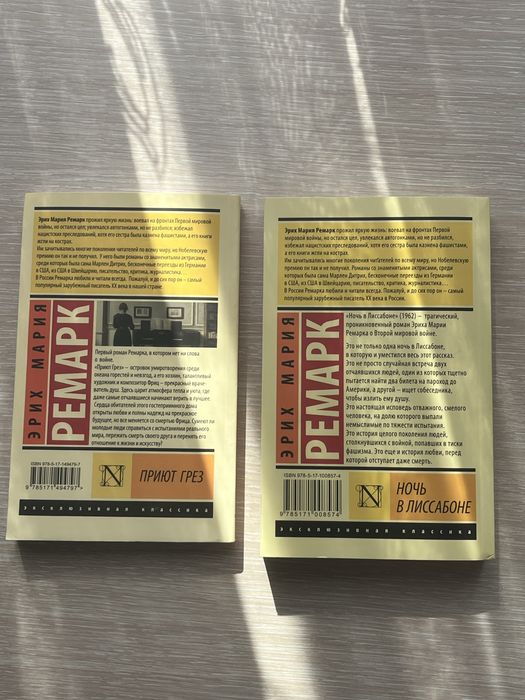 Эрих Мария Ремарк прожил яркую жизнь: воевал на фронтах Первой мировой
войны, но остался цел, увлекался автогонками, но не разбился, избежал
нацистских преследований, хотя его сестра была казнена фашистами, а его книги
жгли на кострах.
Им зачитывались многие поколения читателей по всему миру, но Нобелевскую
премию он так и не получил. У него были романы со знаменитыми актрисами,
среди которых была сама Марлен Дитрих, бесконечные переезды из Германии
в США, из США в Швейцарию, писательство, критика, журналистика...
В России Ремарка любили и читали всегда. Пожалуй, и до сих пор он – самый
популярный зарубежный писатель XX века в нашей стране.
ЭРИХ МАРИЯ
РЕМАРК
Первый роман Ремарка, в котором нет ни слова
о войне.
«Приют Грез» — островок умиротворения среди
океана горестей и невзгод, а его хозяин, талантливый
художник и композитор Фриц — прекрасный врачеватель
душ. Здесь царит атмосфера тепла и уюта, где
даже самые отчаявшиеся начинают верить в лучшее.
Сердца обитателей этого гостеприимного дома
открыты любви и полны надежд на прекрасное
будущее, но все меняется со смертью Фрица. Сумеют ли
молодые люди справиться с испытаниями реального
мира, пережить смерть своего друга и пережить его
отношение к жизни и искусству?
ISBN 978-5-17-149479-7
9 785171 494797 >
N
ПРИЮТ ГРЕЗ
эксклюзивная классика
Эрих Мария Ремарк прожил яркую жизнь: воевал на фронтах Первой мировой
войны, но остался цел, увлекался автогонками, но не разбился, избежал
нацистских преследований, хотя его сестра была казнена фашистами, а его
книги жгли на кострах.
Им зачитывались многие поколения читателей по всему миру, но Нобелевскую
премию он так и не получил. Романы со знаменитыми актрисами, среди
которых была сама Марлен Дитрих, бесконечные переезды из Германии
в США, из США в Швейцарию, писательство, критика, журналистика...
В России Ремарка любили и читали всегда. Пожалуй, и до сих пор он – самый
популярный зарубежный писатель XX века в России.
ЭРИХ МАРИЯ
РЕМАРК
«Ночь в Лиссабоне» (1962) — трагический,
проникновенный роман Эриха Марии
Ремарка о Второй мировой войне.
Это не только одна ночь в Лиссабоне,
в которую и уместился весь этот рассказ.
Это не просто случайная встреча двух
отчаявшихся людей, один из которых тщетно
пытается найти два билета на пароход до
Америки, а другой — ищет собеседника,
чтобы излить ему душу.
Это настоящая исповедь отважного, смелого
человека, на долю которого выпали
немыслимые по тяжести испытания.
Это история целого поколения людей,
столкнувшихся с войной, попавших в тиски
фашизма. Это еще и история любви, перед
которой отступает даже смерть.
ISBN 978-5-17-100857-4
9 785171 008574 >
N
НОЧЬ
В ЛИССАБОНЕ
эксклюзивная классика